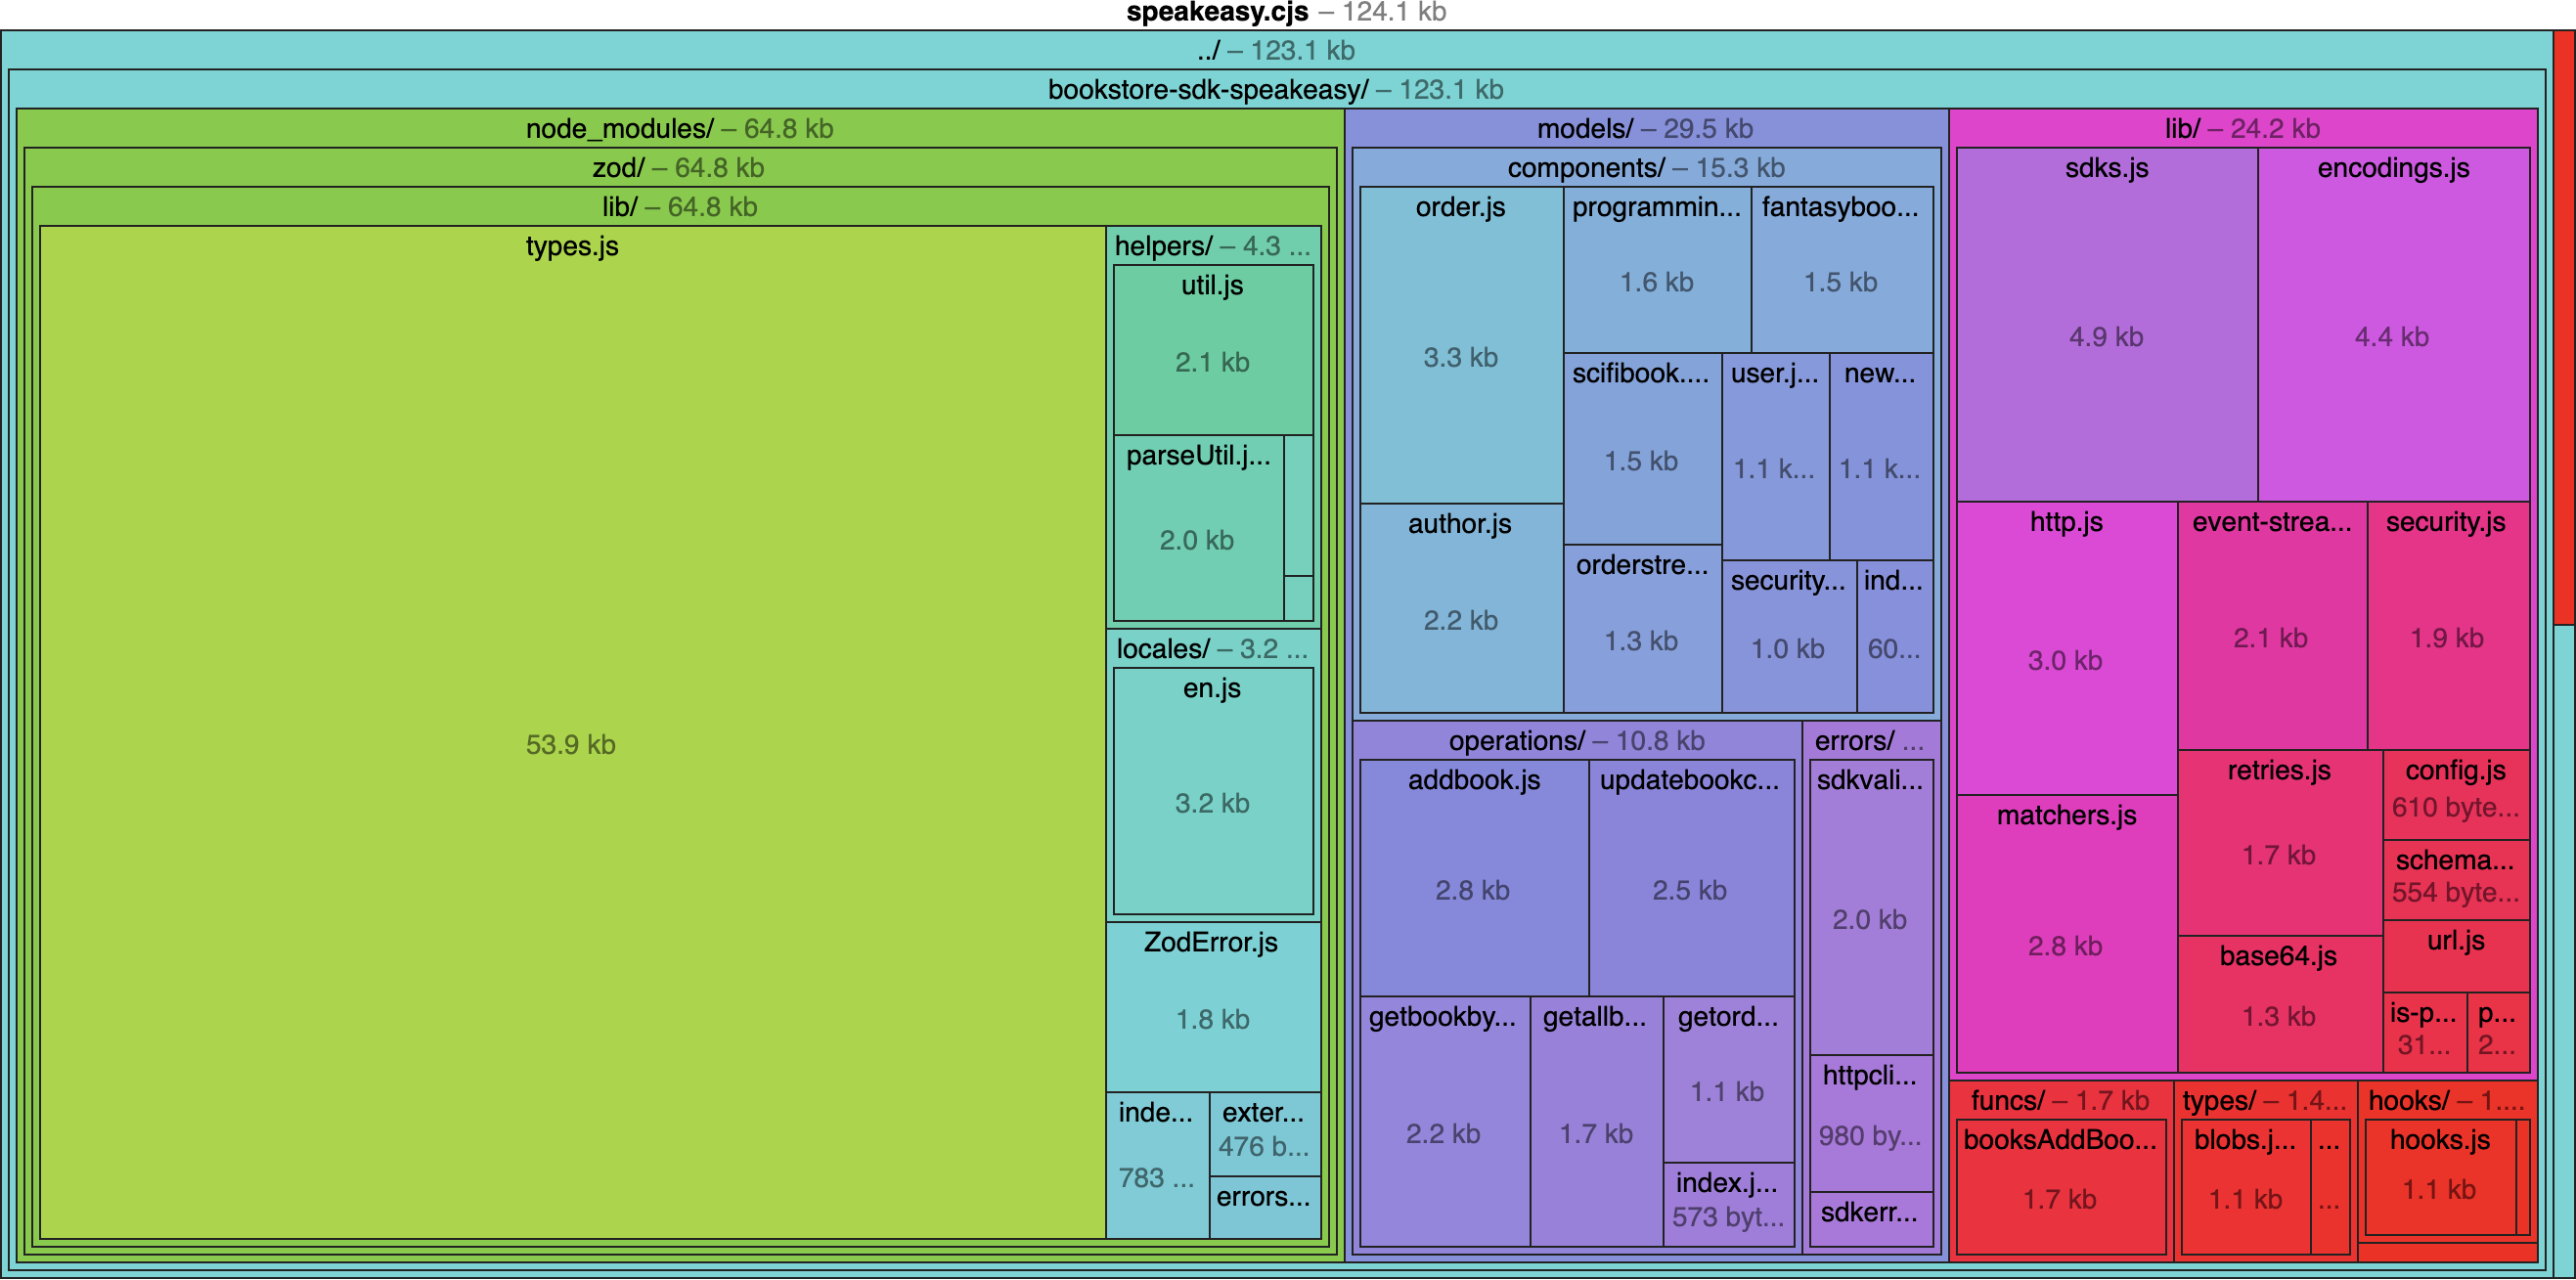 speakeasy.cjs – 124.1 kb
../ – 123.1 kb
bookstore-sdk-speakeasy/ – 123.1 kb
node_modules/ – 64.8 kb
zod/ – 64.8 kb
lib/ – 64.8 kb
types.js
53.9 kb
helpers/ – 4.3 ...
util.js
2.1 kb
parseUtil.j...
2.0 kb
locales/ – 3.2 ...
en.js
3.2 kb
ZodError.js
1.8 kb
inde...
783 ...
exter...
476 b...
errors...
models/ – 29.5 kb
components/ – 15.3 kb
order.js
3.3 kb
programmin...
1.6 kb
fantasyboo...
1.5 kb
scifibook....
1.5 kb
user.j...
1.1 k...
new...
1.1 k...
author.js
2.2 kb
orderstre...
1.3 kb
security...
1.0 kb
ind...
60...
operations/ – 10.8 kb
addbook.js
2.8 kb
updatebookc...
2.5 kb
getbookby...
2.2 kb
getallb...
1.7 kb
getord...
1.1 kb
index.j...
573 byt...
errors/ ...
sdkvali...
2.0 kb
httpcli...
980 by...
sdkerr...
lib/ – 24.2 kb
sdks.js
4.9 kb
encodings.js
4.4 kb
http.js
3.0 kb
event-strea...
2.1 kb
security.js
1.9 kb
matchers.js
2.8 kb
retries.js
1.7 kb
config.js
610 byte...
schema...
554 byte...
url.js
base64.js
1.3 kb
is-p...
31...
p...
2...
funcs/ – 1.7 kb
booksAddBoo...
1.7 kb
types/ – 1.4...
blobs.j...
1.1 kb
...
...
hooks/ – 1....
hooks.js
1.1 kb